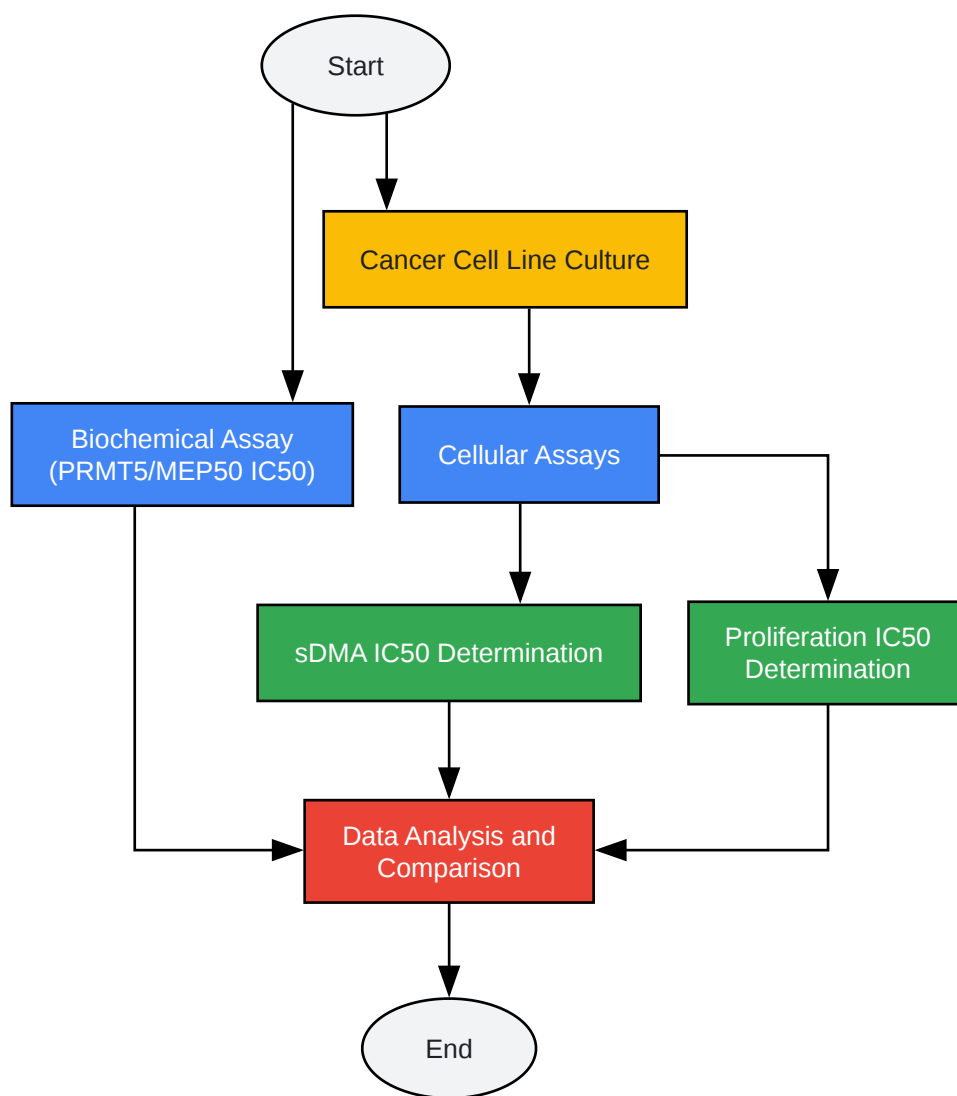 Start
Cancer Cell Line Culture
Biochemical Assay
(PRMT5/MEP50 IC50)
Cellular Assays
sDMA IC50 Determination
Proliferation IC50
Determination
Data Analysis and
Comparison
End